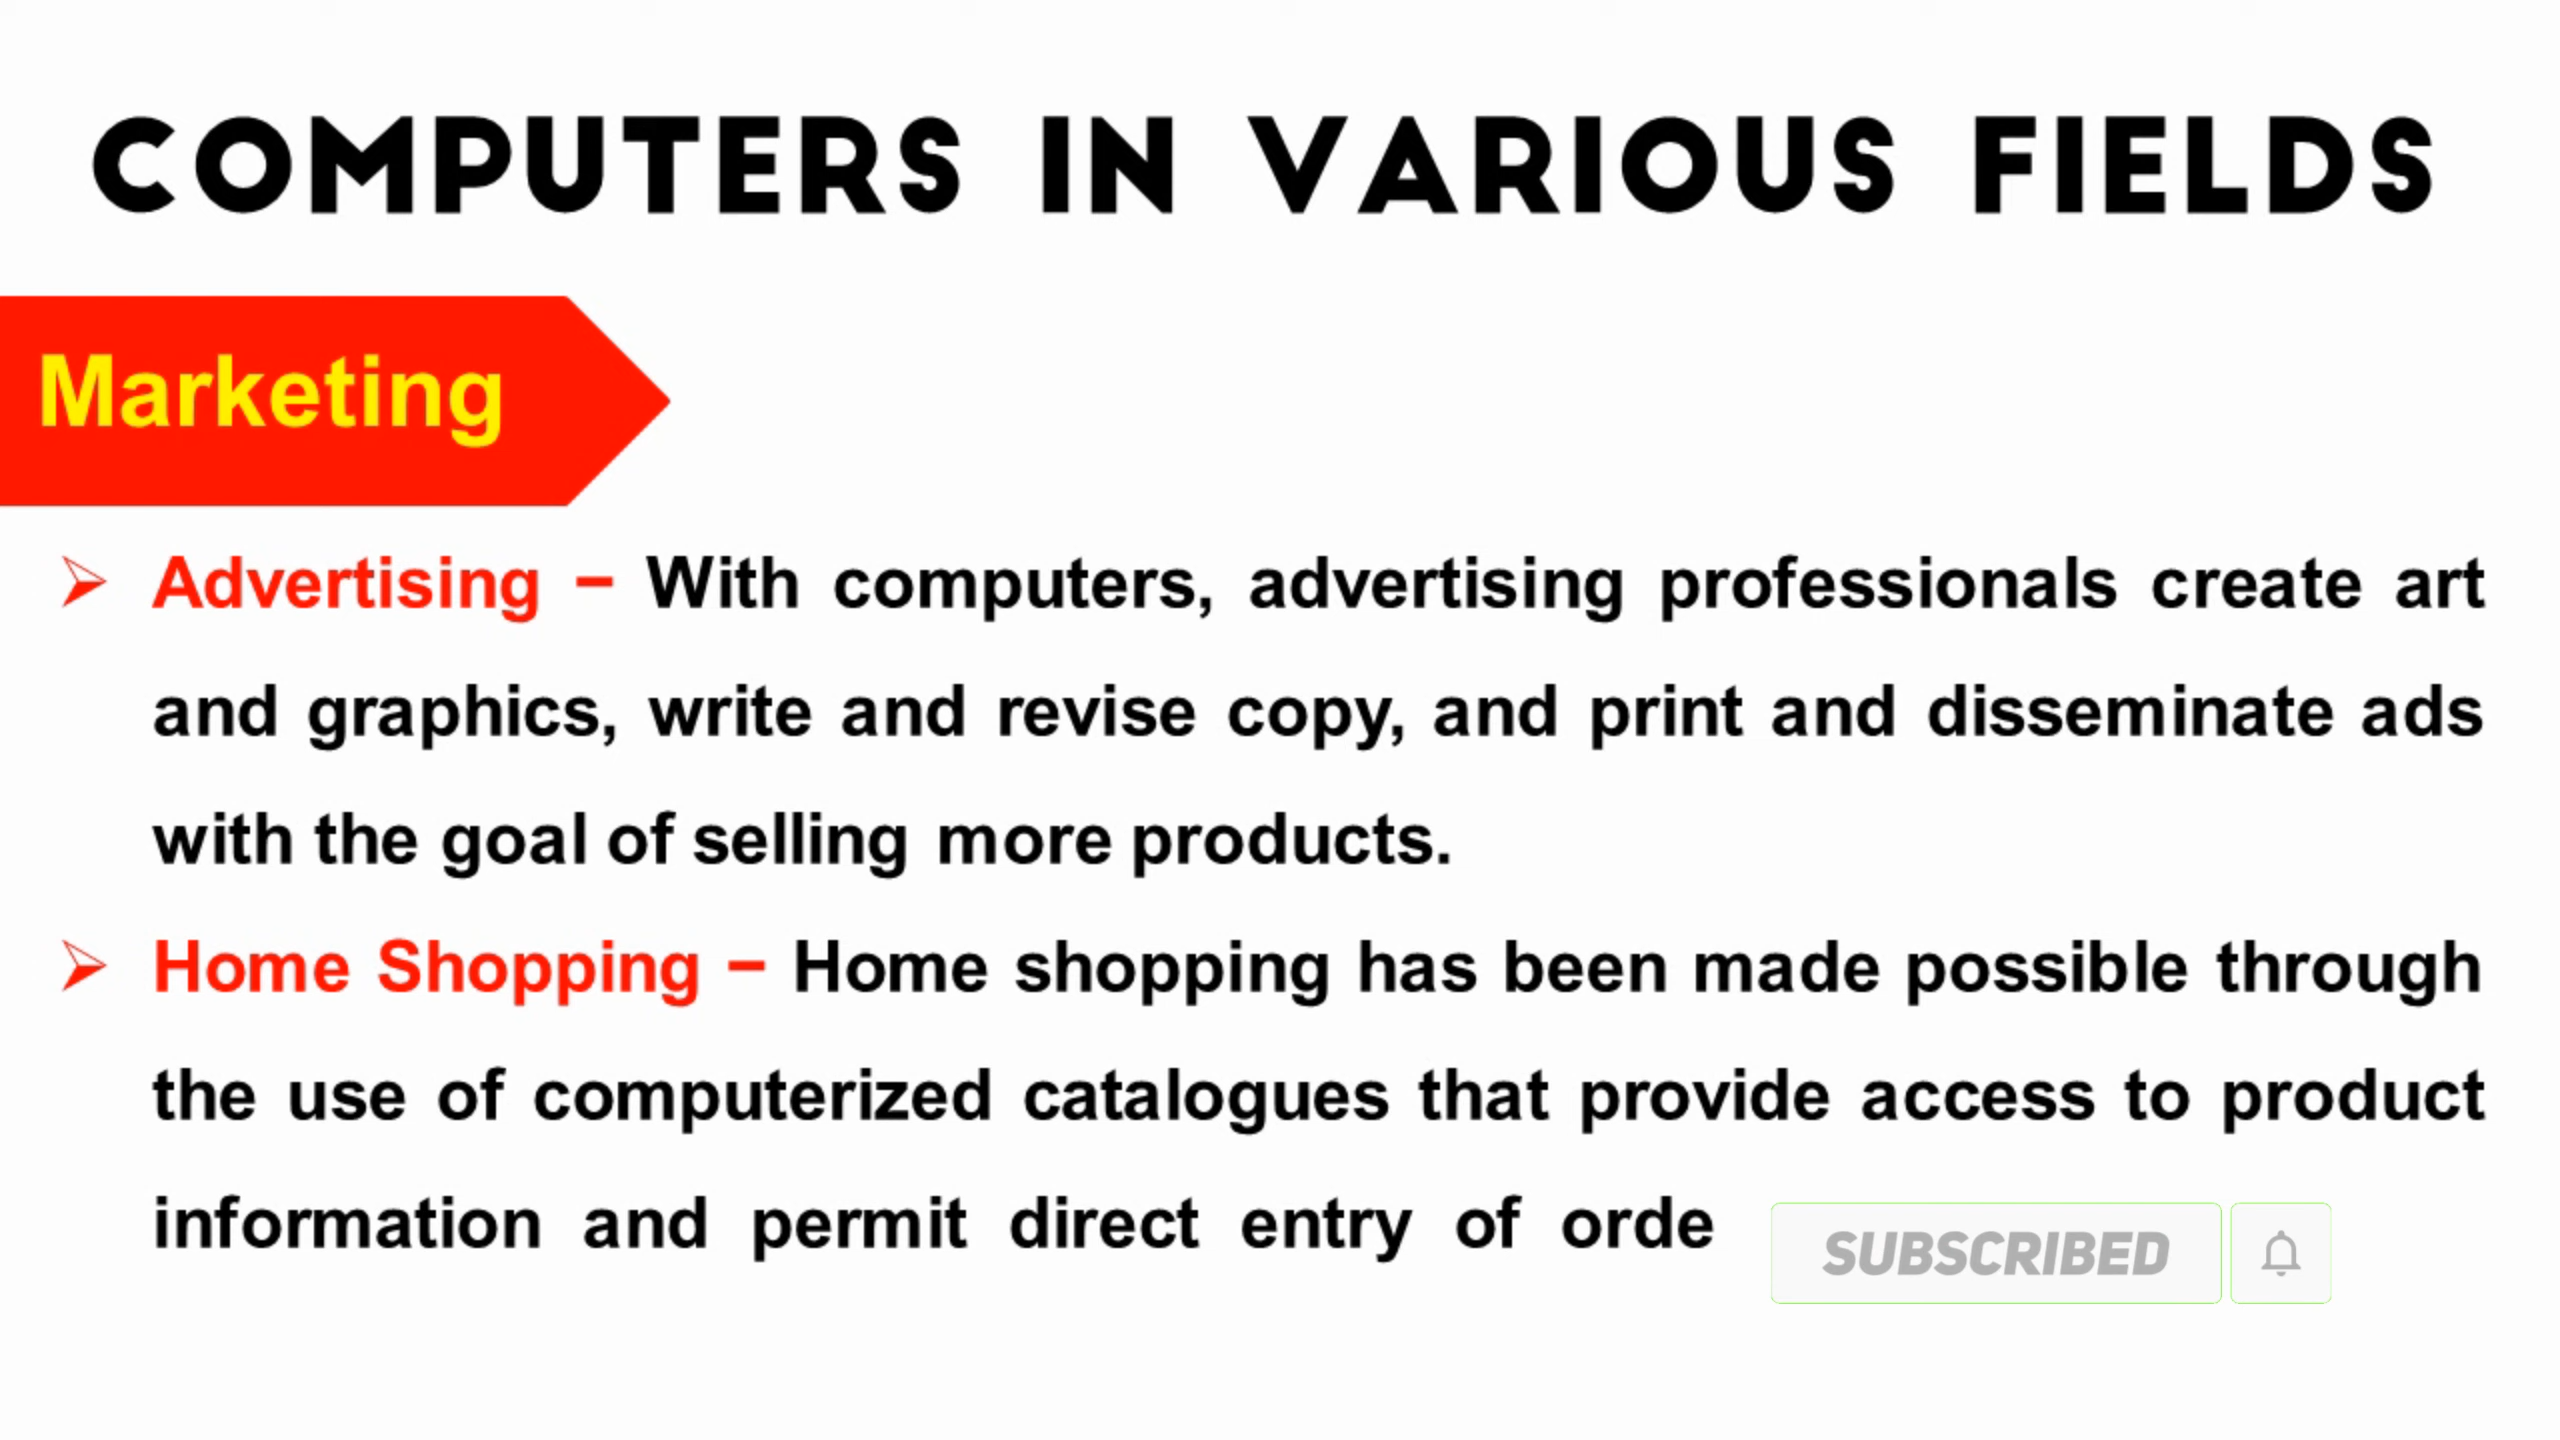 COMPUTERS IN VARIOUS FIELDS
Marketing
➢ Advertising − With computers, advertising professionals create art
and graphics, write and revise copy, and print and disseminate ads
with the goal of selling more products.
➢ Home Shopping − Home shopping has been made possible through
the use of computerized catalogues that provide access to product
information and permit direct entry of orde
SUBSCRIBED